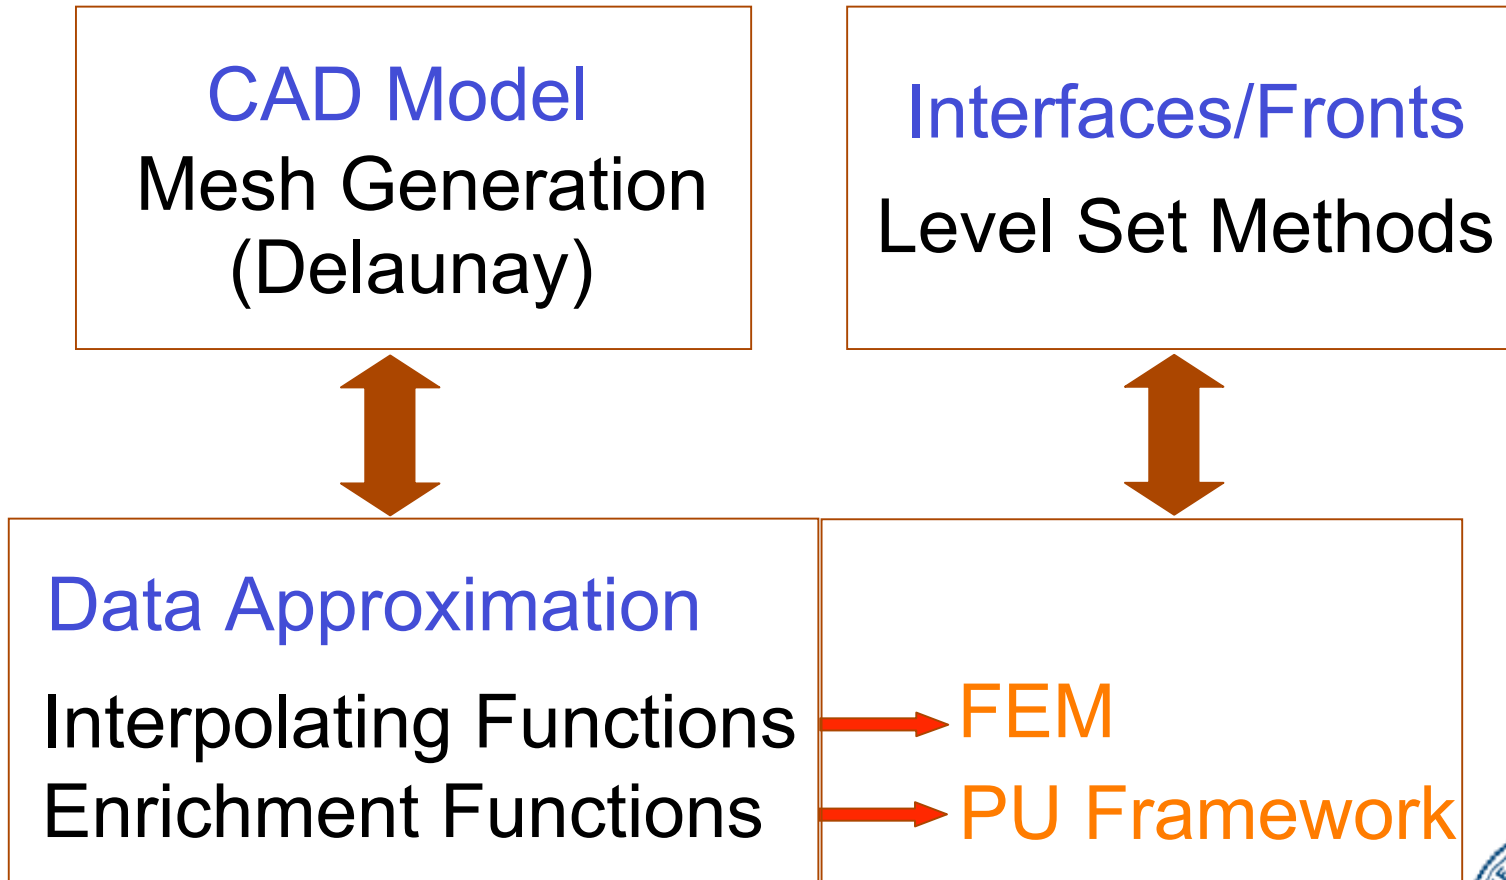 CAD Model
Mesh Generation
(Delaunay)
Interfaces/Fronts
Level Set Methods
Data Approximation
Interpolating Functions
Enrichment Functions
FEM
PU Framework